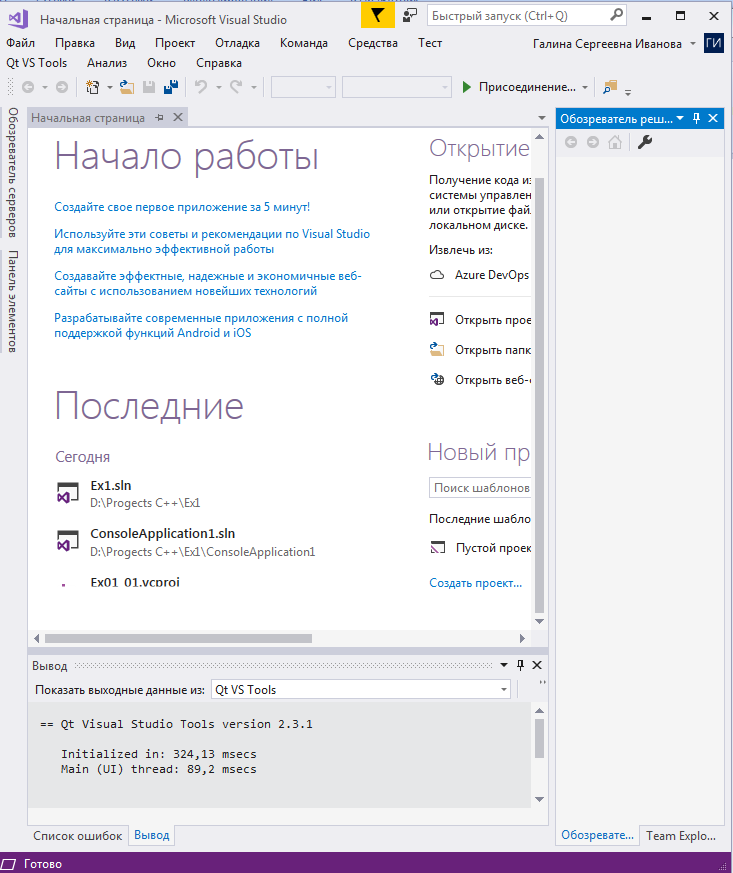 Начальная страница - Microsoft Visual Studio
Быстрый запуск (Ctrl+Q)
Файл Правка Вид Проект Отладка Команда Средства Тест
Галина Сергеевна Иванова ГИ
Qt VS Tools Анализ Окно Справка
Присоединение...
Обозреватель серверов
Панель элементов
Начальная страница
Начало работы
Создайте свое первое приложение за 5 минут!
Используйте эти советы и рекомендации по Visual Studio
для максимально эффективной работы
Создавайте эффектные, надежные и экономичные веб-
сайты с использованием новейших технологий
Разрабатывайте современные приложения с полной
поддержкой функций Android и iOS
Последние
Сегодня
Ex1.sln
D:\Progects C++\Ex1
ConsoleApplication1.sln
D:\Progects C++\Ex1\ConsoleApplication1
Ex01_01.vcproj
Открытие
Получение кода из
системы управлен
или открытие фай
локальном диске.
Извлечь из:
Azure DevOps
Открыть прое
Открыть папк
Открыть веб-с
Новый пр
Поиск шаблонов
Последние шабло
Пустой проек
Создать проект...
Обозреватель реш...
Вывод
Показать выходные данные из: Qt VS Tools
== Qt Visual Studio Tools version 2.3.1
Initialized in: 324,13 msecs
Main (UI) thread: 89,2 msecs
Список ошибок Вывод
Обозревате... Team Explo...
Готово